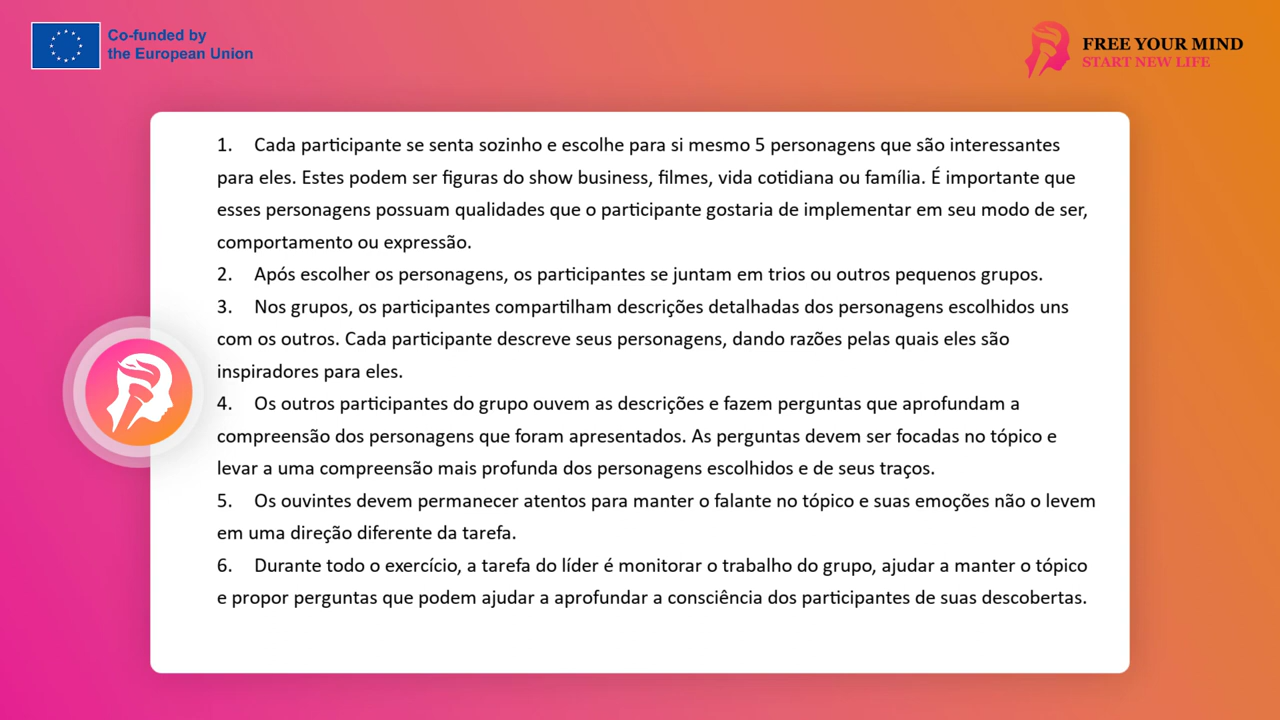 Co-funded by
the European Union
FREE YOUR MIND
START NEW LIFE
1. Cada participante se senta sozinho e escolhe para si mesmo 5 personagens que são interessantes
para eles. Estes podem ser figuras do show business, filmes, vida cotidiana ou família. É importante que
esses personagens possuam qualidades que o participante gostaria de implementar em seu modo de ser,
comportamento ou expressão.
2. Após escolher os personagens, os participantes se juntam em trios ou outros pequenos grupos.
3. Nos grupos, os participantes compartilham descrições detalhadas dos personagens escolhidos uns
com os outros. Cada participante descreve seus personagens, dando razões pelas quais eles são
inspiradores para eles.
4. Os outros participantes do grupo ouvem as descrições e fazem perguntas que aprofundam a
compreensão dos personagens que foram apresentados. As perguntas devem ser focadas no tópico e
levar a uma compreensão mais profunda dos personagens escolhidos e de seus traços.
5. Os ouvintes devem permanecer atentos para manter o falante no tópico e suas emoções não o levem
em uma direção diferente da tarefa.
6. Durante todo o exercício, a tarefa do líder é monitorar o trabalho do grupo, ajudar a manter o tópico
e propor perguntas que podem ajudar a aprofundar a consciência dos participantes de suas descobertas.